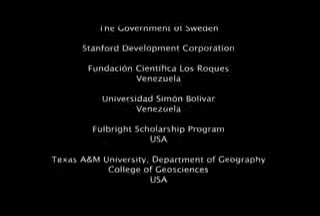 The Government of Sweden
Stanford Development Corporation
Fundación Científica Los Roques
Venezuela
Universidad Simón Bolivar
Venezuela
Fulbright Scholarship Program
USA
Texas A&M University, Department of Geography
College of Geosciences
USA